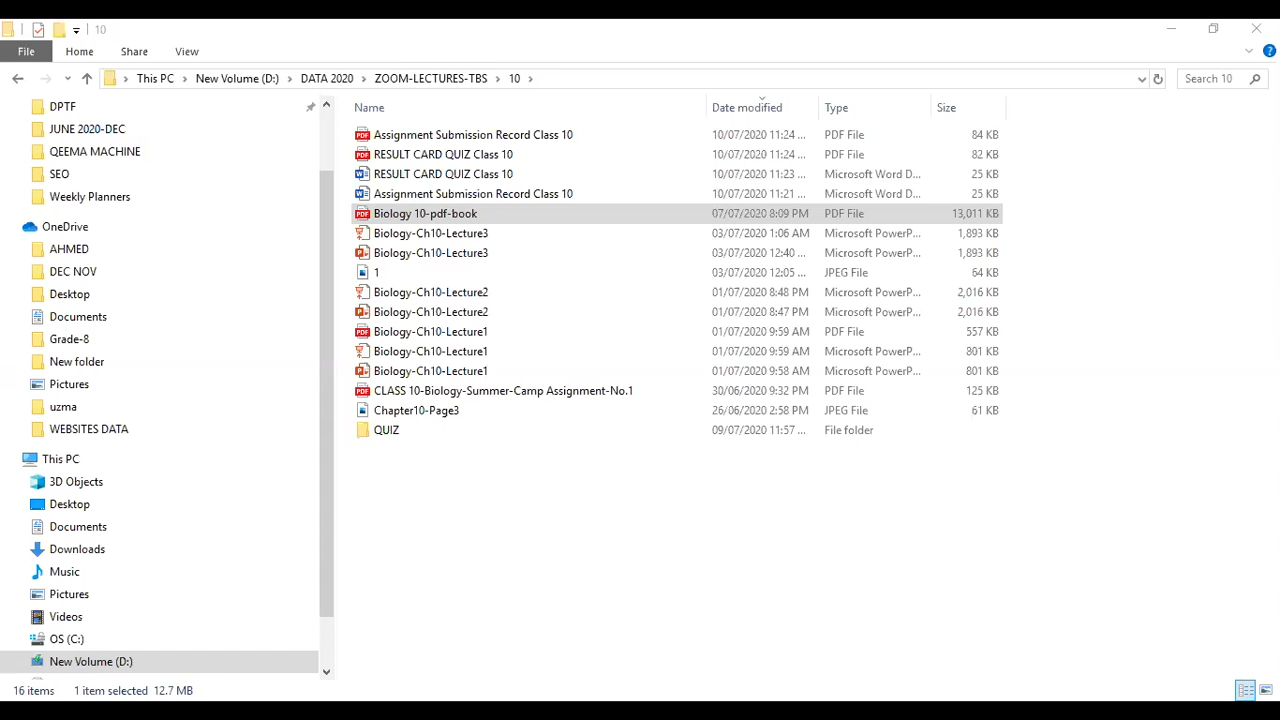 10
File Home Share View
This PC New Volume (D:) DATA 2020 ZOOM-LECTURES-TBS 10 Search 10
DPTF
JUNE 2020-DEC
QEEMA MACHINE
SEO
Weekly Planners
OneDrive
AHMED
DEC NOV
Desktop
Documents
Grade-8
New folder
Pictures
uzma
WEBSITES DATA
This PC
3D Objects
Desktop
Documents
Downloads
Music
Pictures
Videos
OS (C:)
New Volume (D:)
Name Date modified Type Size
Assignment Submission Record Class 10 10/07/2020 11:24 ... PDF File 84 KB
RESULT CARD QUIZ Class 10 10/07/2020 11:24 ... PDF File 82 KB
RESULT CARD QUIZ Class 10 10/07/2020 11:23 ... Microsoft Word D... 25 KB
Assignment Submission Record Class 10 10/07/2020 11:21 ... Microsoft Word D... 25 KB
Biology 10-pdf-book 07/07/2020 8:09 PM PDF File 13,011 KB
Biology-Ch10-Lecture3 03/07/2020 1:06 AM Microsoft PowerP... 1,893 KB
Biology-Ch10-Lecture3 03/07/2020 12:40 ... Microsoft PowerP... 1,893 KB
1 03/07/2020 12:05 ... JPEG File 64 KB
Biology-Ch10-Lecture2 01/07/2020 8:48 PM Microsoft PowerP... 2,016 KB
Biology-Ch10-Lecture2 01/07/2020 8:47 PM Microsoft PowerP... 2,016 KB
Biology-Ch10-Lecture1 01/07/2020 9:59 AM PDF File 557 KB
Biology-Ch10-Lecture1 01/07/2020 9:59 AM Microsoft PowerP... 801 KB
Biology-Ch10-Lecture1 01/07/2020 9:58 AM Microsoft PowerP... 801 KB
CLASS 10-Biology-Summer-Camp Assignment-No.1 30/06/2020 9:32 PM PDF File 125 KB
Chapter10-Page3 26/06/2020 2:58 PM JPEG File 61 KB
QUIZ 09/07/2020 11:57 ... File folder
16 items 1 item selected 12.7 MB